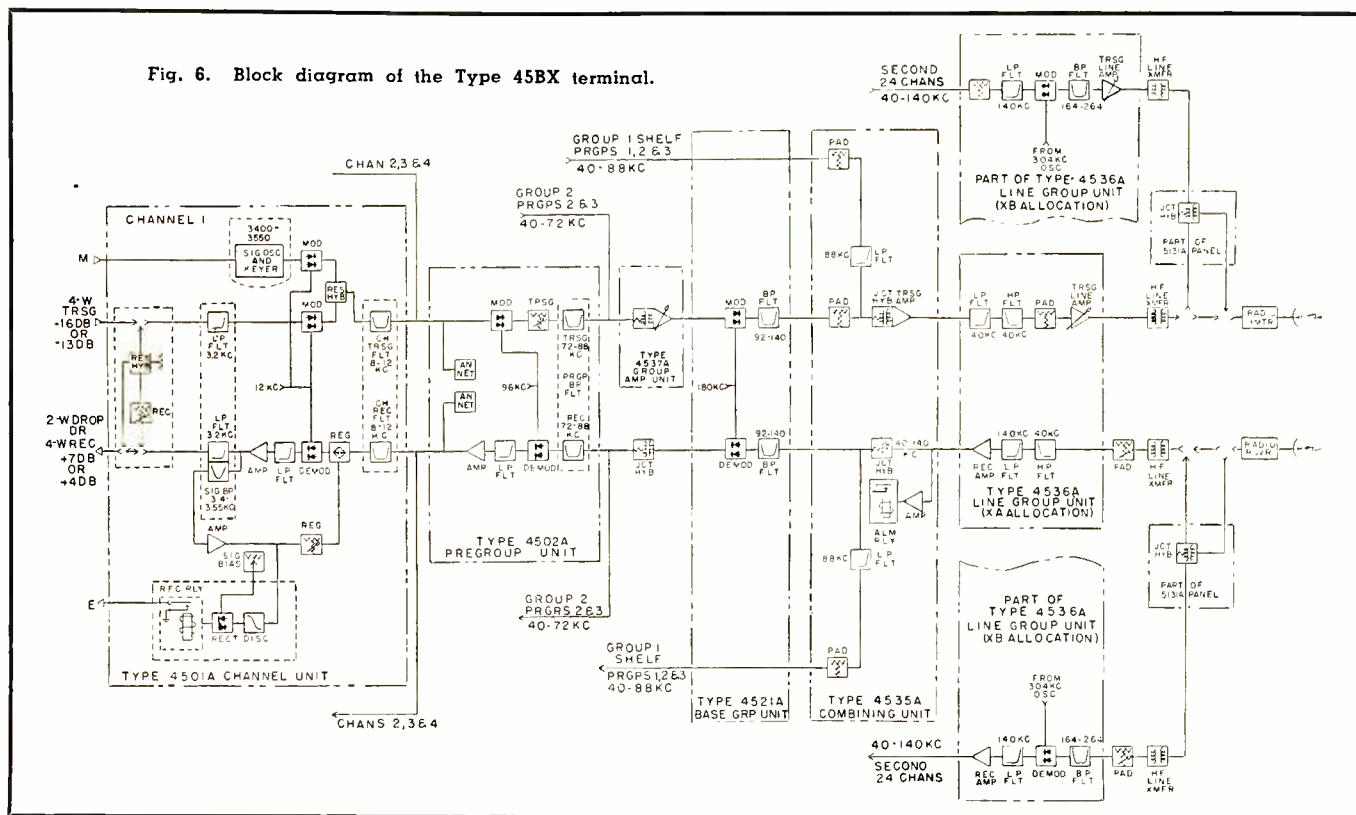 Fig. 6. Block diagram of the Type 45BX terminal.
SECOND
24 CHANS
40-140KC
LP
FLT
MOD
BP
FLT
TRSG
LINE
AMP
H.F
LINE
XMFR
140KC
164-264
FROM
304KC
OSC
PART OF TYPE-4536A
LINE GROUP UNIT
(XB ALLOCATION)
JCT
HYB
PART OF
5131A PANEL
GROUP 1 SHELF
PRGPS 1,2 & 3
40-88KC
PAD
88KC
LP
FLT
CHAN 2,3 & 4
GROUP 2
PRGPS 2 & 3
40-72KC
CHANNEL 1
3400-
3550
SIG OSC
AND
KEYER
MOD
M
RES
HYB
4-W
TRSG
-16DB
OR
-13DB
LP
FLT
3.2KC
MOD
CH
TRSG
FLT
8-12
KC
12KC
REC
MOD
TRSG
72-88
KC
PRGP
BP
FLT
96KC
AN
NET
AN
NET
TYPE
4537A
GROUP
AMP UNIT
MOD
BP
FLT
92-140
180KC
PAD
JCT
HYB
TRSG
AMP
LP
FLT
HP
FLT
PAD
TRSG
LINE
AMP
40KC
40KC
HF
LINE
XMFR
2-W DROP
OR
4-W REC
+7DB
OR
+4DB
LP
FLT
3.2KC
AMP
LP
FLT
DEMOD
REG
CH
REC
FLT
8-12
KC
SIG BP
3.4-
3.55KC
AMP
REG
SIG
BIAS
RFC RLY
E
RECT
DISC
TYPE 4501A CHANNEL UNIT
CHANS 2,3 & 4
AMP
LP
FLT
DEMOD
REC
72-88
KC
TYPE 4502A
PREGROUP UNIT
JCT
HYB
DEMOD
92-140
BP
FLT
40-140
KC
JCT
HYB
AMP
ALM
RLY
REC
AMP
140KC
LP
FLT
40KC
HP
FLT
TYPE 4536A
LINE GROUP UNIT
(XA ALLOCATION)
PAD
HF
LINE
XMFR
88KC
LP
FLT
JCT
HYB
PART OF
5131A PANEL
GROUP 2
PRGRS 2 & 3
40-72KC
GROUP 1
SHELF
PRGPS 1,2 & 3
40-88KC
PAD
TYPE 4521A
BASE GRP UNIT
TYPE 4535A
COMBINING UNIT
PART OF
TYPE 4536A
LINE GROUP UNIT
(XB ALLOCATION)
FROM
304KC
OSC
40-140KC
SECOND
24 CHANS
140KC
164-264
REC
AMP
LP
FLT
DEMOD
BP
FLT
PAD
H.F
LINE
XMFR